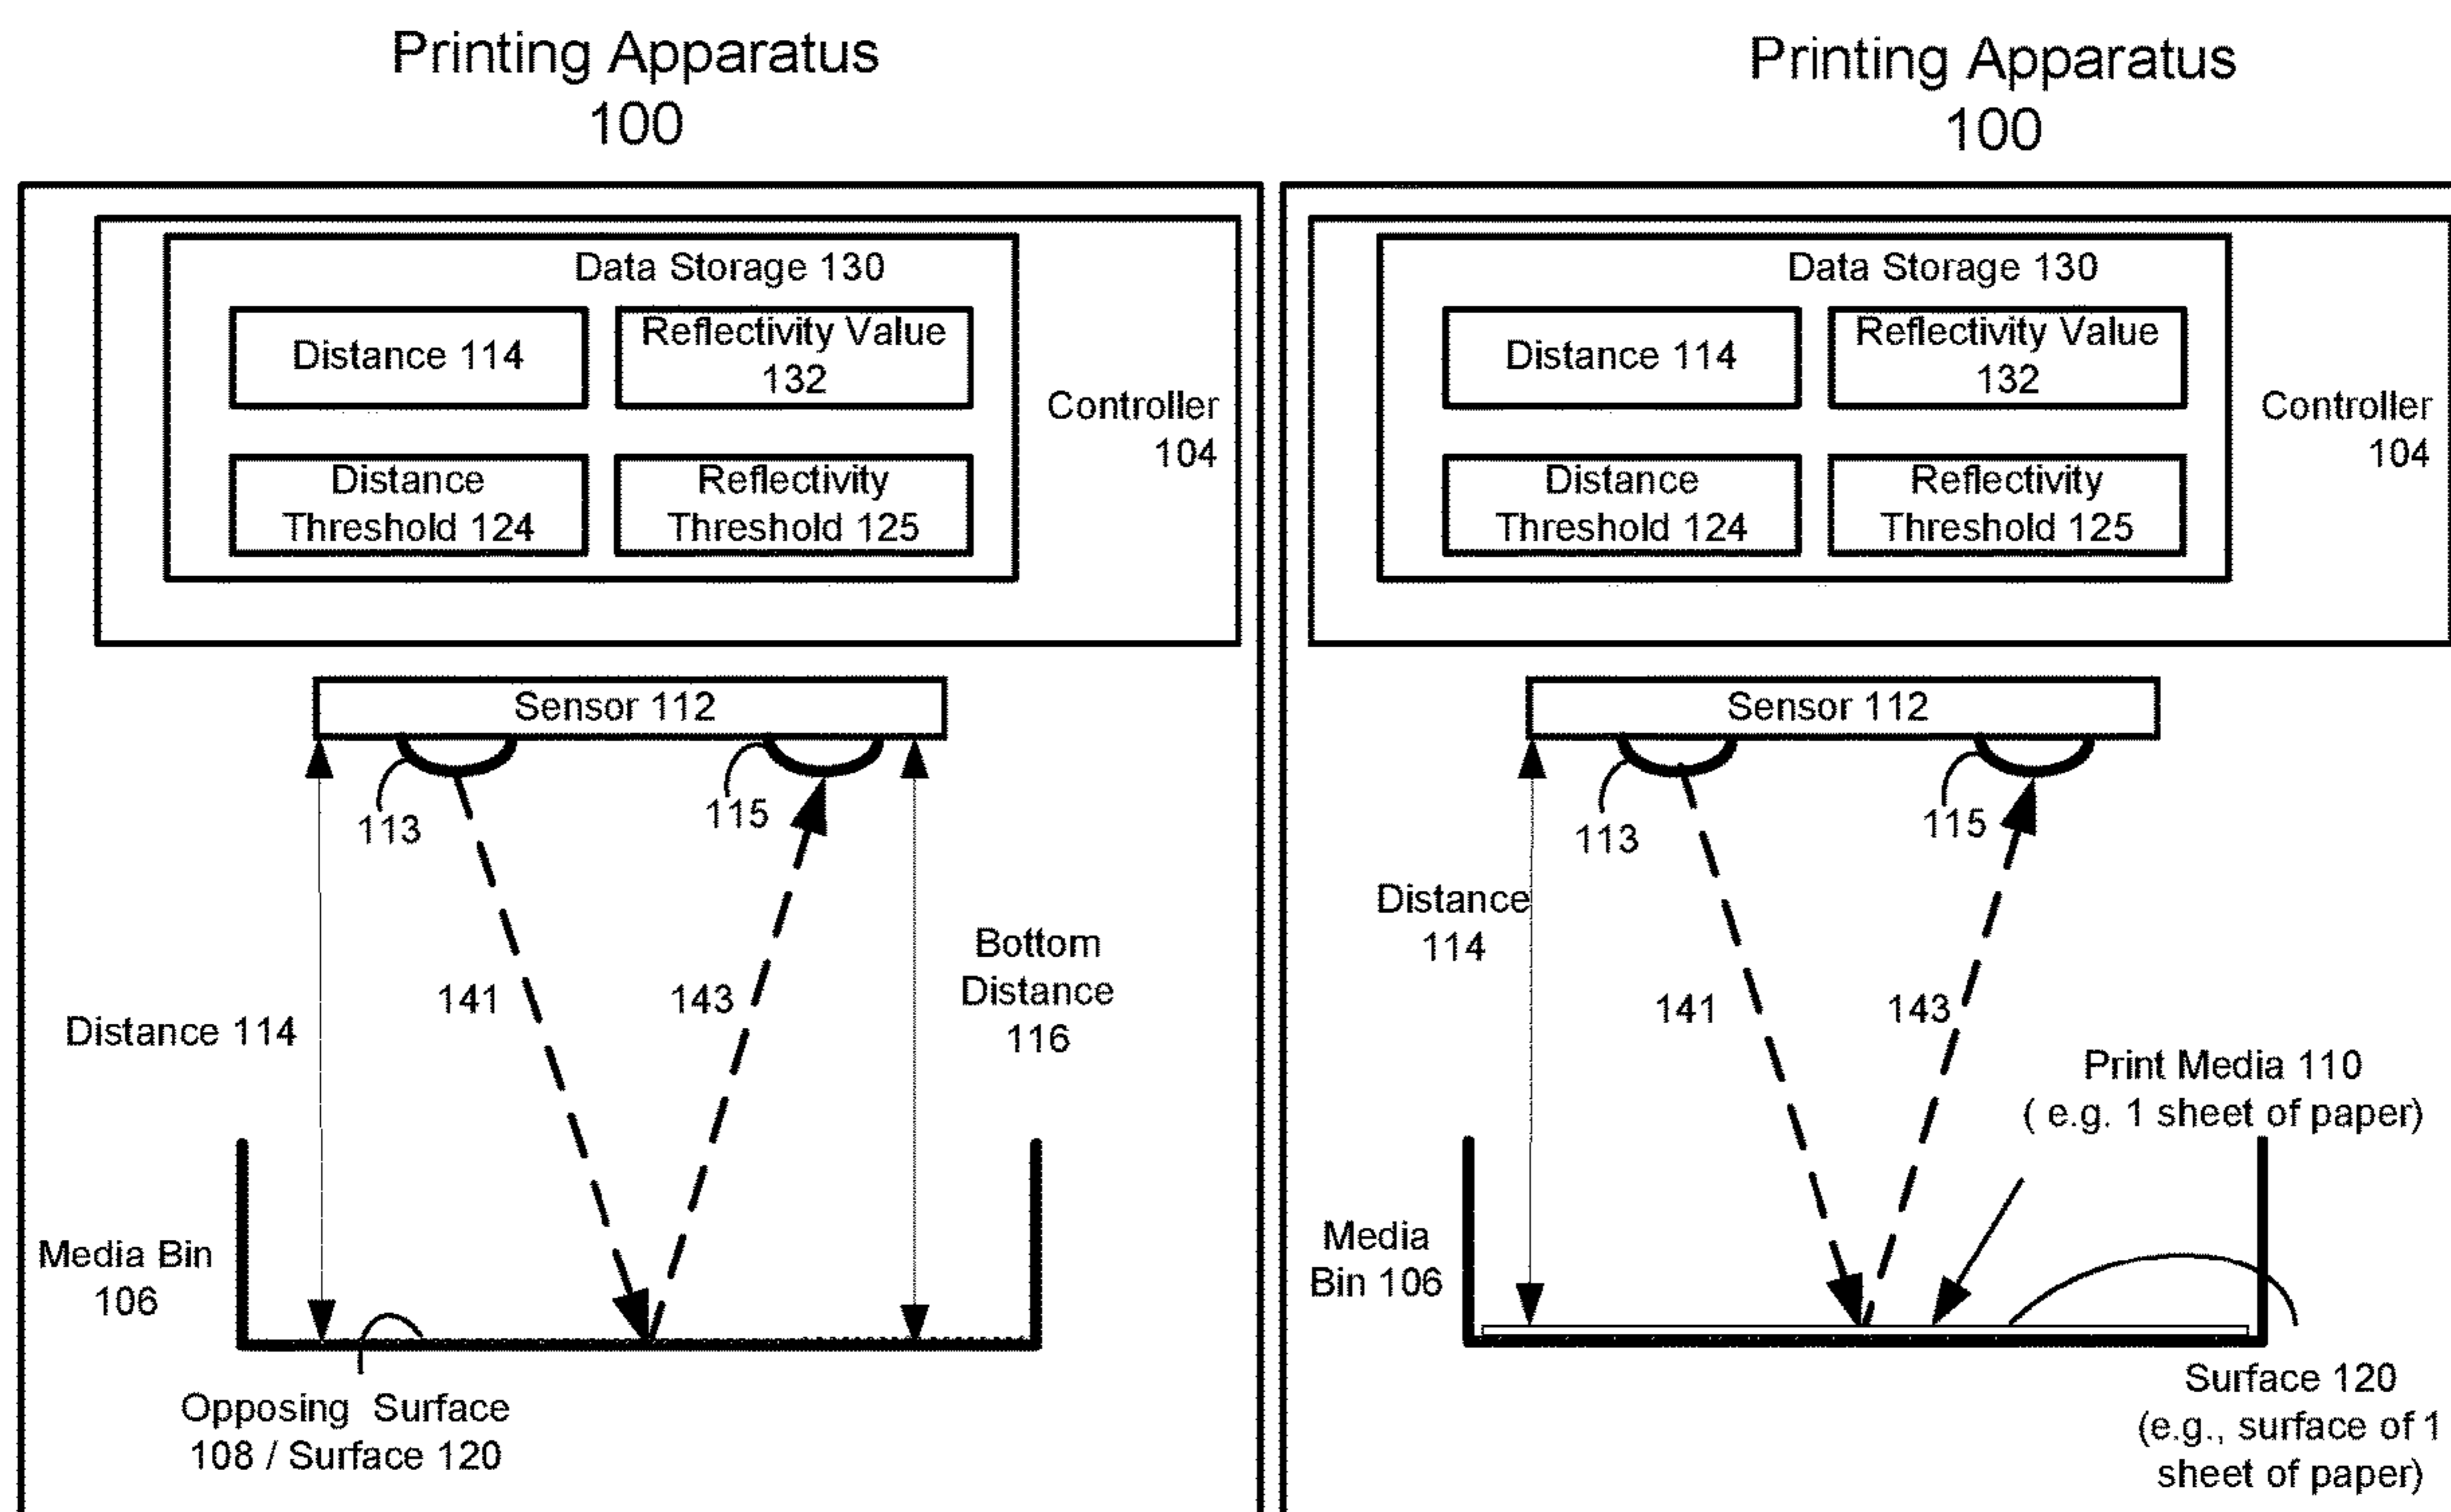 Printing Apparatus
100
Data Storage 130
Distance 114
Reflectivity Value
132
Controller
104
Distance
Threshold 124
Reflectivity
Threshold 125
Sensor 112
113
115
Distance 114
141
143
Bottom
Distance
116
Media Bin
106
Opposing Surface
108 / Surface 120
Printing Apparatus
100
Data Storage 130
Distance 114
Reflectivity Value
132
Controller
104
Distance
Threshold 124
Reflectivity
Threshold 125
Sensor 112
113
115
Distance
114
141
143
Print Media 110
( e.g. 1 sheet of paper)
Media
Bin 106
Surface 120
(e.g., surface of 1
sheet of paper)